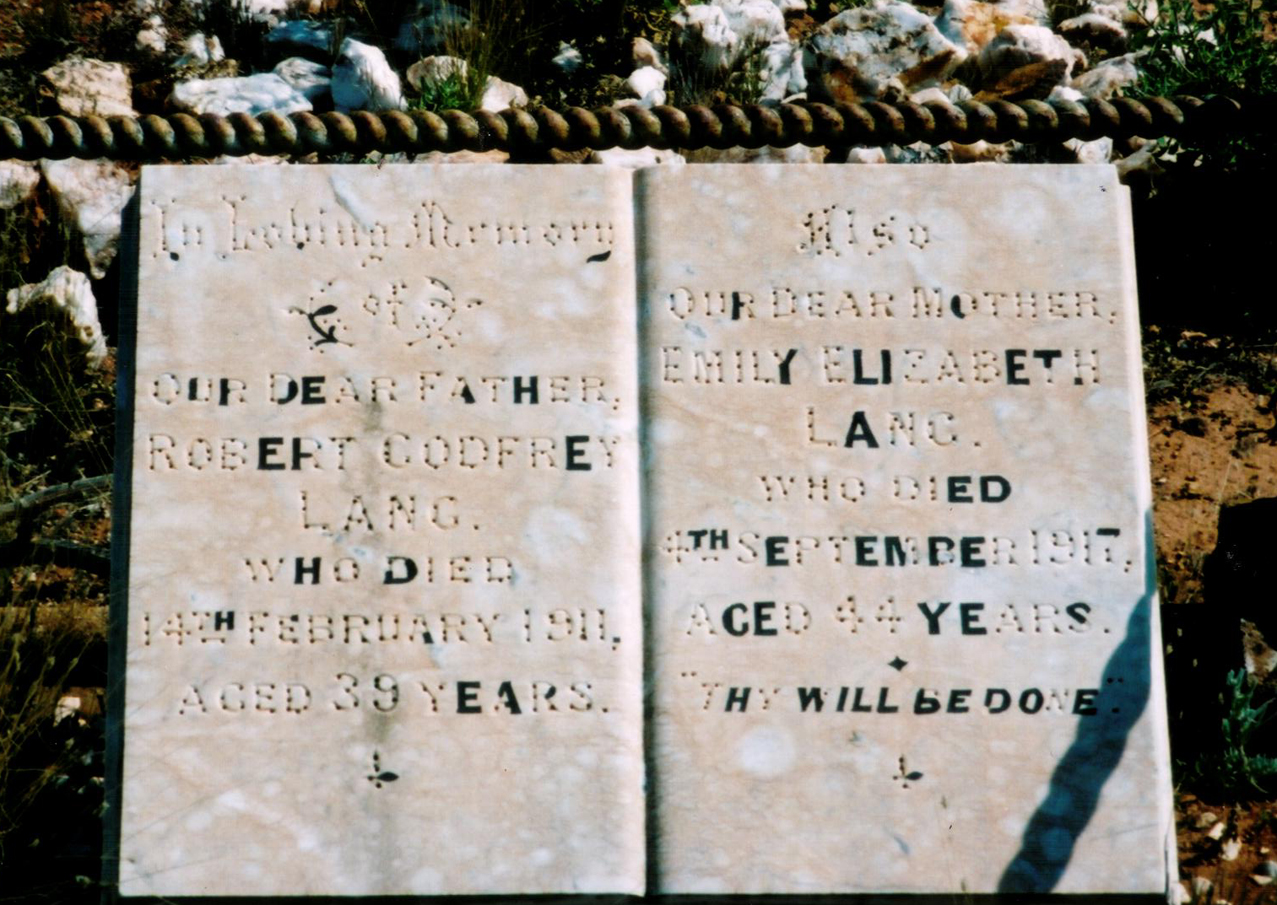 In Loving Memory
of
OUR DEAR FATHER,
ROBERT GODFREY
LANG.
WHO DIED
14TH FEBRUARY 1911,
AGED 39 YEARS.
Also
OUR DEAR MOTHER,
EMILY ELIZABETH
LANG.
WHO DIED
4TH SEPTEMBER 1917,
AGED 44 YEARS.
"THY WILL BE DONE".